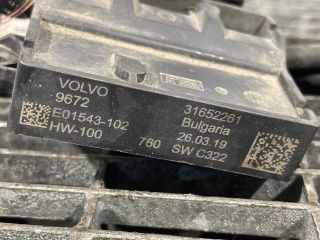 VOLVO
9672
E01543-102
HW-100
760
31652261
Bulgaria
26.03.19
SW C322